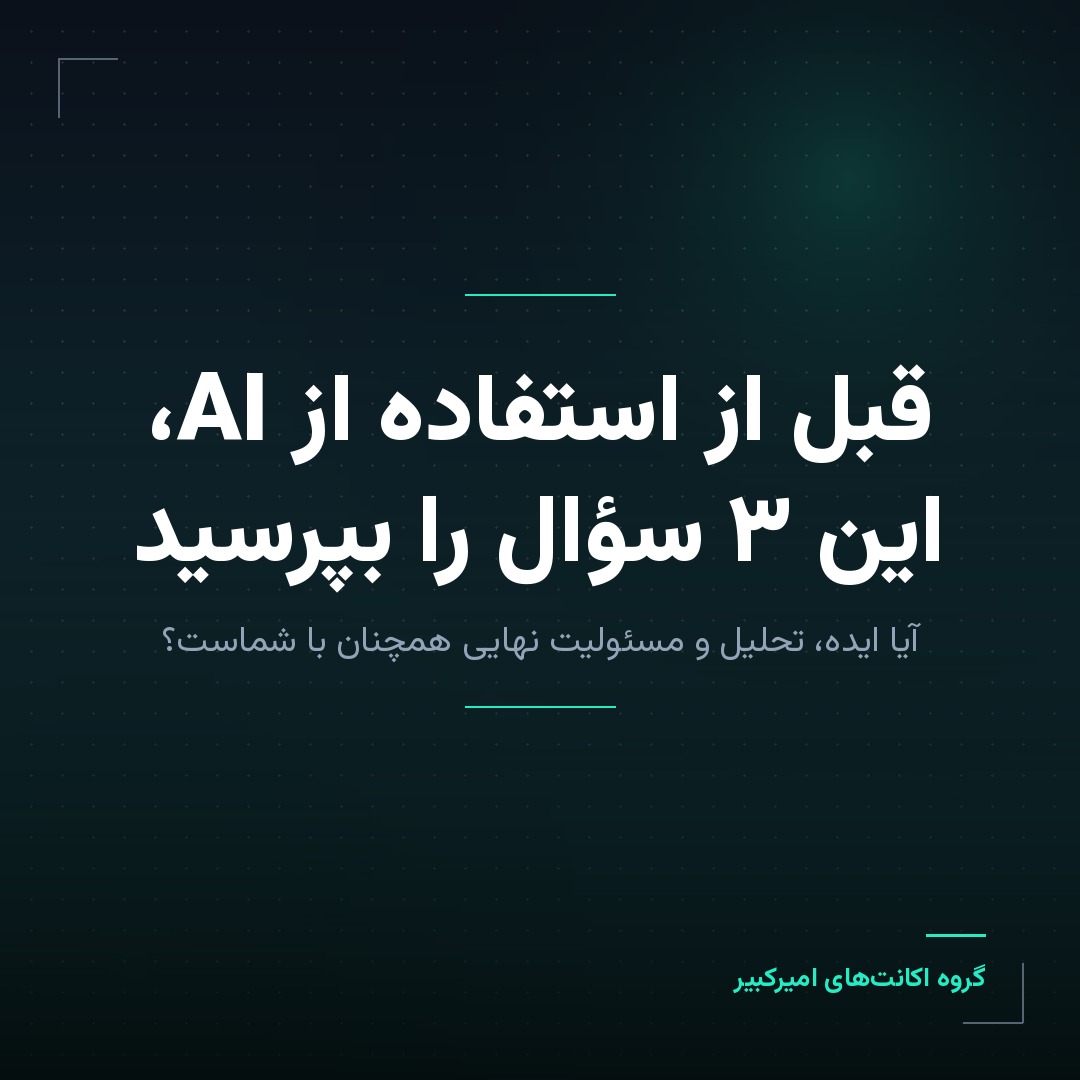 قبل از استفاده از AI،
این ۳ سؤال را بپرسید
آیا ایده، تحلیل و مسئولیت نهایی همچنان با شماست؟
گروه اکانت‌های امیرکبیر